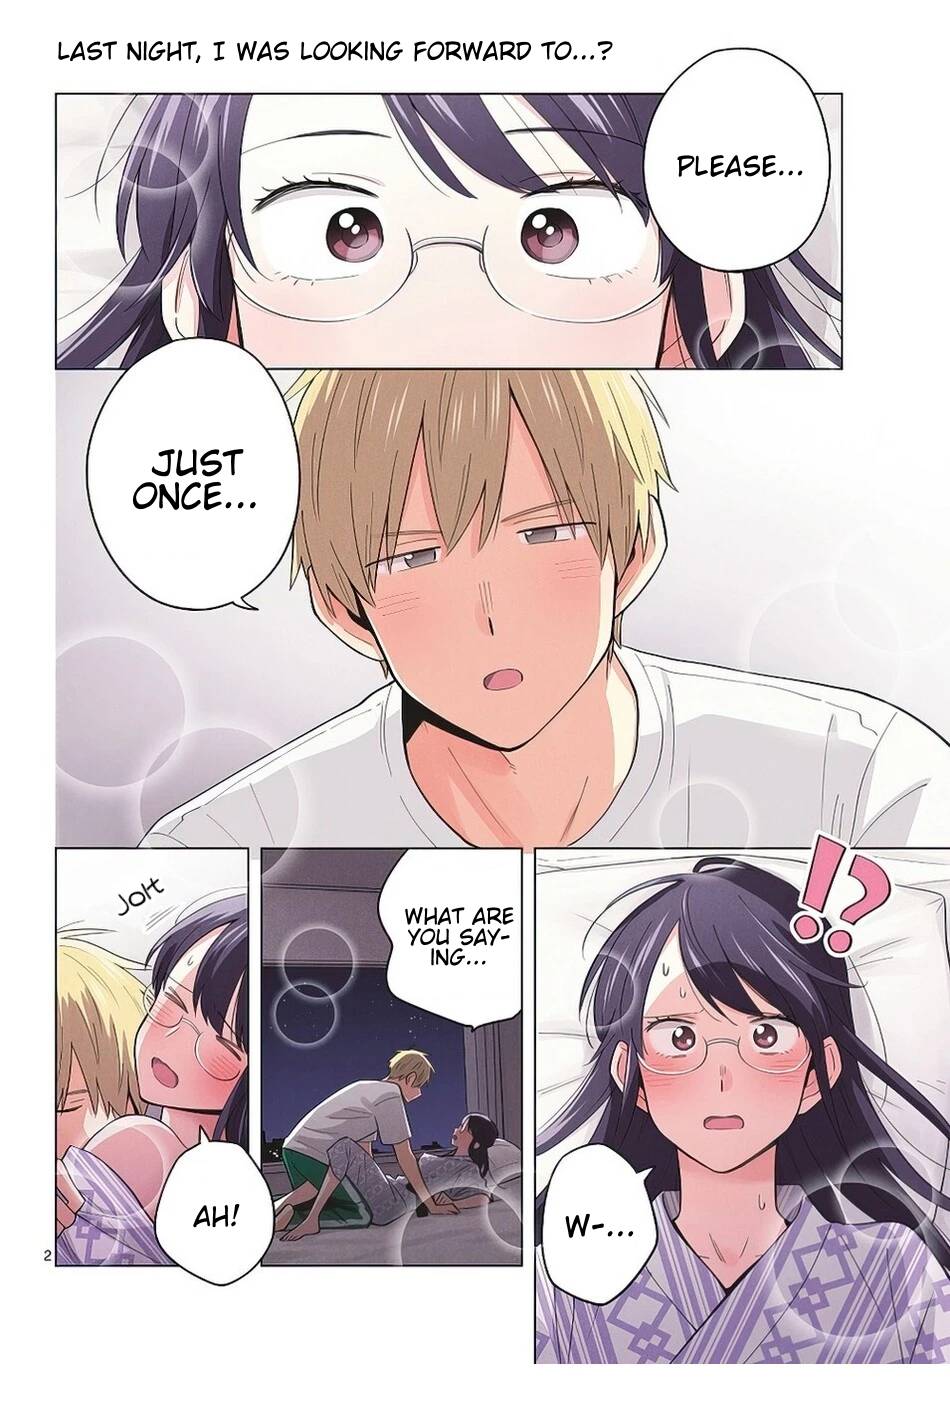 LAST NIGHT, I WAS LOOKING FORWARD TO...?
PLEASE...
JUST
ONCE...
!?
W-...
WHAT ARE
YOU SAY-
ING...
Jolt
AH!
2